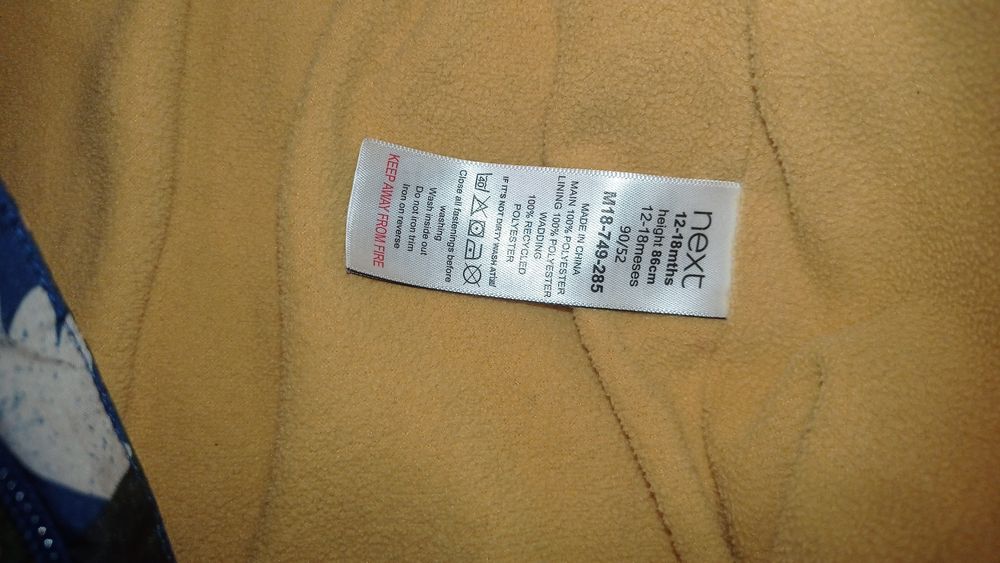 next
12-18mths
height 86cm
90/52
12-18meses
M18-749-285
MADE IN CHINA
MAIN 100% POLYESTER
LINING 100% POLYESTER
WADDING
100% RECYCLED
POLYESTER
IF IT'S NOT DIRTY WASH AT
40
Close all fastenings before
washing
Wash inside out
Do not iron trim
Iron on reverse
KEEP AWAY FROM FIRE